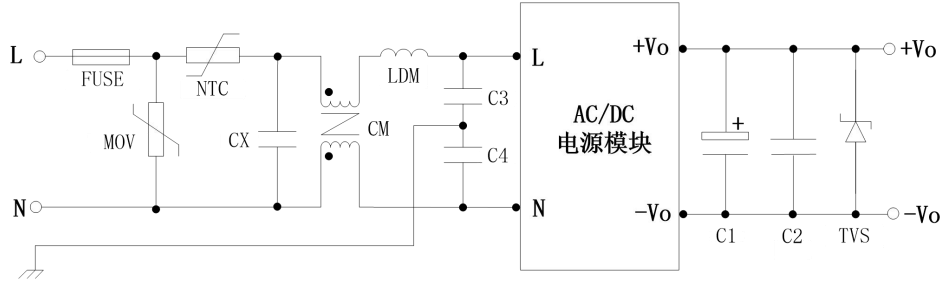 L
FUSE
NTC
LDM
MOV
CX
CM
C3
C4
N
L
AC/DC
电源模块
N
+Vo
-Vo
+
C1
C2
TVS
+Vo
-Vo